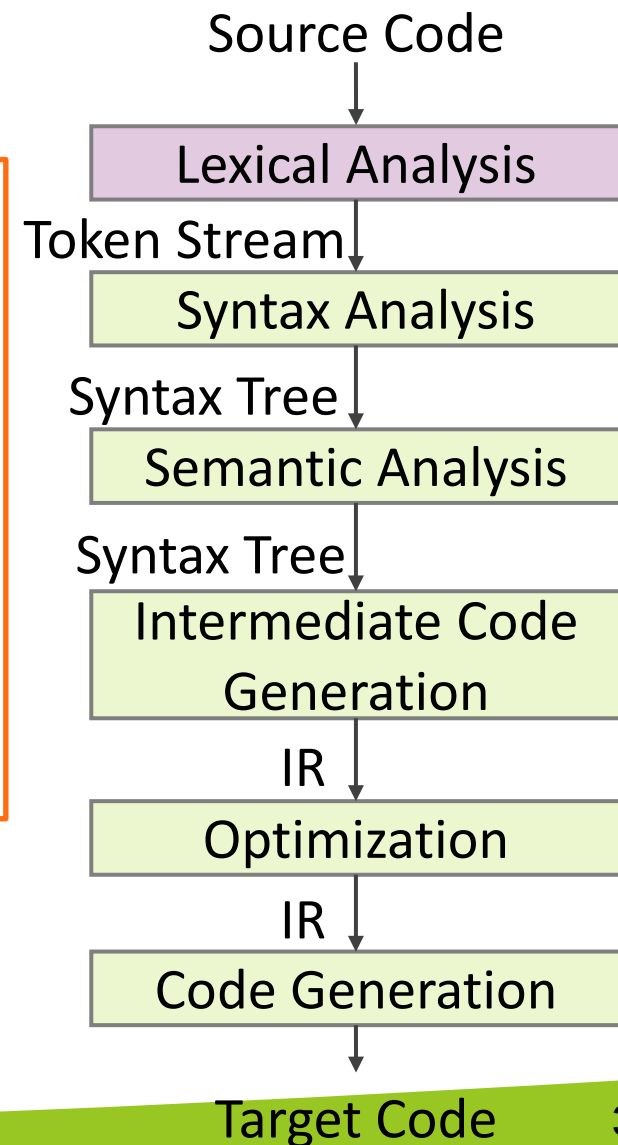 Source Code
Lexical Analysis
Token Stream
Syntax Analysis
Syntax Tree
Semantic Analysis
Syntax Tree
Intermediate Code
Generation
IR
Optimization
IR
Code Generation
Target Code